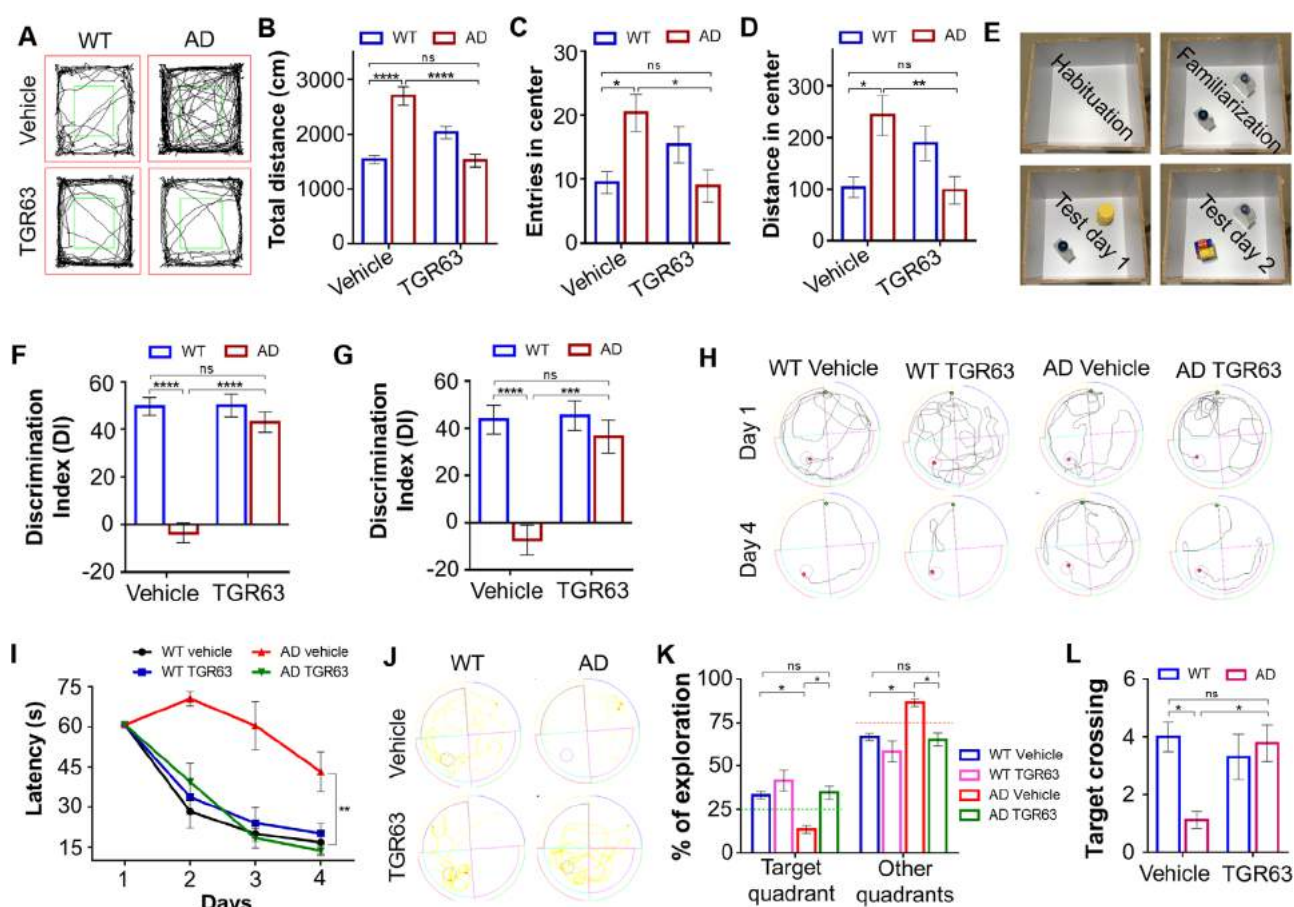 A
WT AD
Vehicle
TGR63
B
WT AD
ns
**** ****
Total distance (cm)
3000
2000
1000
0
Vehicle TGR63
C
WT AD
ns
* *
Entries in center
30
20
10
0
Vehicle TGR63
D
WT AD
ns
* **
Distance in center
300
200
100
0
Vehicle TGR63
E
Habituation
Familiarization
Test day 1
Test day 2
F
WT AD
ns
**** ****
Discrimination
Index (DI)
60
40
20
0
-20
Vehicle TGR63
G
WT AD
ns
**** ***
Discrimination
Index (DI)
60
40
20
0
-20
Vehicle TGR63
H
WT Vehicle WT TGR63 AD Vehicle AD TGR63
Day 1
Day 4
I
WT vehicle AD vehicle
WT TGR63 AD TGR63
Latency (s)
75
60
45
30
15
**
1 2 3 4
Days
J
WT AD
Vehicle
TGR63
K
ns ns
* * * *
% of exploration
100
75
50
25
0
WT Vehicle
WT TGR63
AD Vehicle
AD TGR63
Target
quadrant
Other
quadrants
L
WT AD
ns
* *
Target crossing
6
4
2
0
Vehicle TGR63